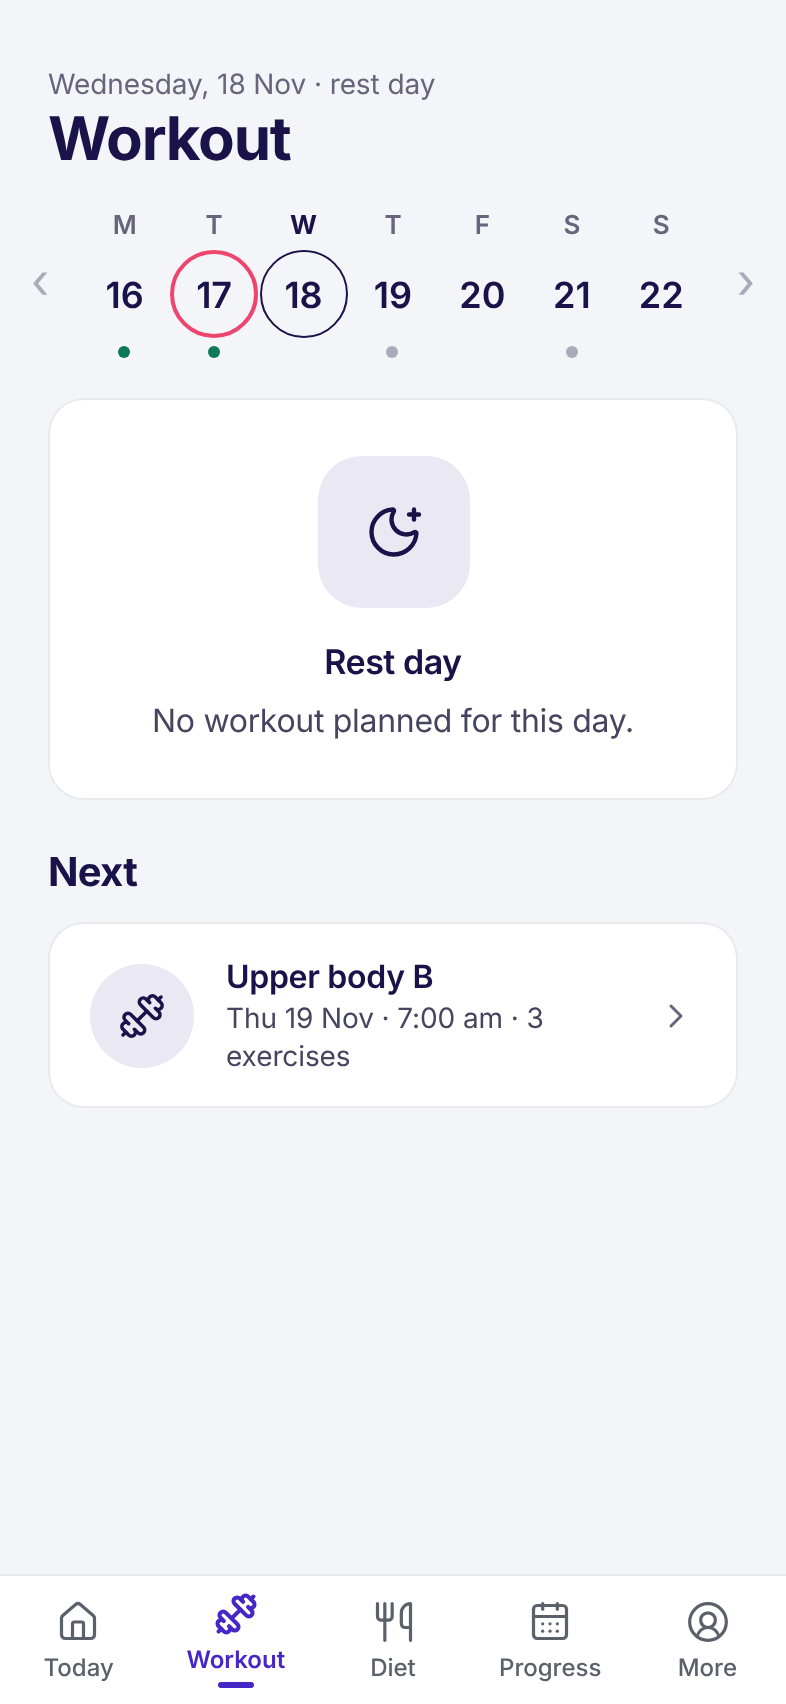 Wednesday, 18 Nov · rest day
Workout
M T W T F S S
16 17 18 19 20 21 22
Rest day
No workout planned for this day.
Next
Upper body B
Thu 19 Nov · 7:00 am · 3
exercises
Today Workout Diet Progress More